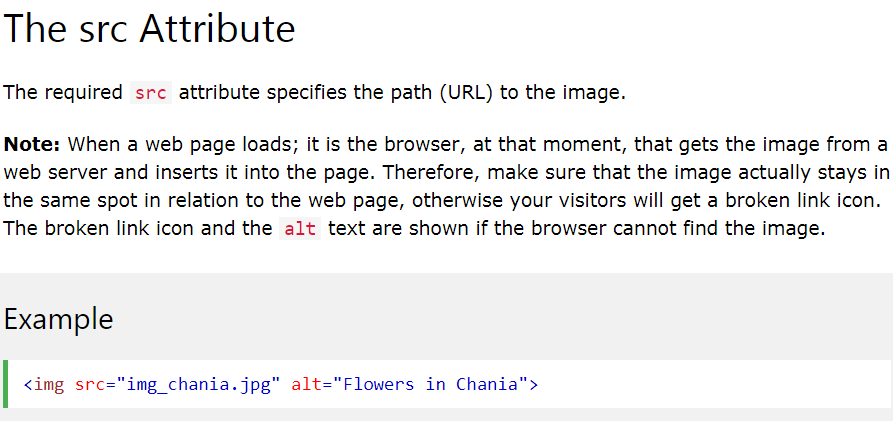 The src Attribute
The required src attribute specifies the path (URL) to the image.
Note: When a web page loads; it is the browser, at that moment, that gets the image from a
web server and inserts it into the page. Therefore, make sure that the image actually stays in
the same spot in relation to the web page, otherwise your visitors will get a broken link icon.
The broken link icon and the alt text are shown if the browser cannot find the image.
Example
<img src="img_chania.jpg" alt="Flowers in Chania">